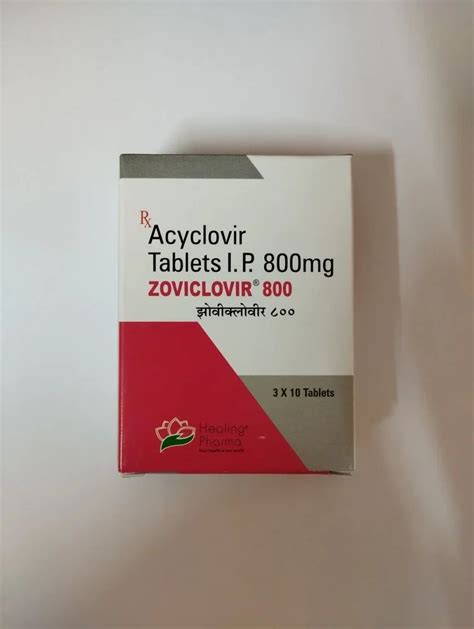 Rx
Acyclovir
Tablets I.P. 800mg
ZOVICLOVIR® 800
झोवीक्लोवीर ८००
3 X 10 Tablets
Healing
Pharma